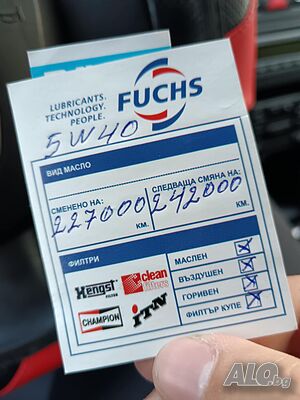 LUBRICANTS.
TECHNOLOGY.
PEOPLE.
FUCHS
5W40
ВИД МАСЛО
СМЕНЕНО НА:
227000 КМ.
СЛЕДВАЩА СМЯНА НА:
242000 КМ.
ФИЛТРИ
Hengst
FILTER
clean
filters
CHAMPION
iTN
МАСЛЕН
ВЪЗДУШЕН
ГОРИВЕН
ФИЛТЪР КУПЕ
ALO.bg